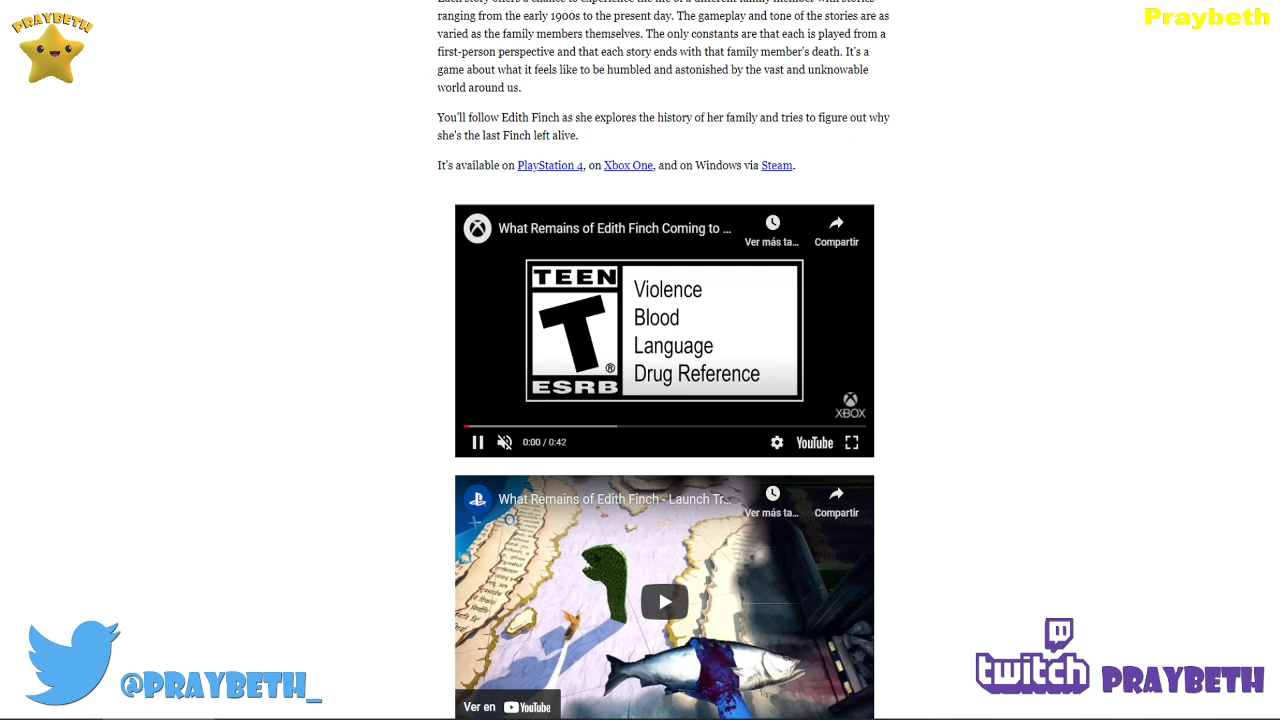 PRAYBETH
Praybeth
ranging from the early 1900s to the present day. The gameplay and tone of the stories are as
varied as the family members themselves. The only constants are that each is played from a
first-person perspective and that each story ends with that family member's death. It's a
game about what it feels like to be humbled and astonished by the vast and unknowable
world around us.
You'll follow Edith Finch as she explores the history of her family and tries to figure out why
she's the last Finch left alive.
It's available on PlayStation 4, on Xbox One, and on Windows via Steam.
What Remains of Edith Finch Coming to ...
Ver más ta...
Compartir
TEEN
T
®
ESRB
Violence
Blood
Language
Drug Reference
XBOX
0:00 / 0:42
YouTube
What Remains of Edith Finch - Launch Tr...
Ver más ta...
Compartir
Ver en YouTube
@PRAYBETH_
twitch PRAYBETH